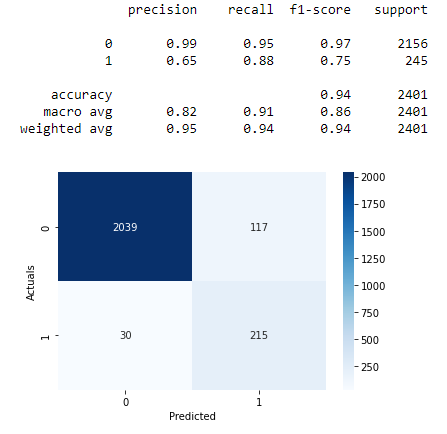 precision recall f1-score support
0 0.99 0.95 0.97 2156
1 0.65 0.88 0.75 245
accuracy 0.94 2401
macro avg 0.82 0.91 0.86 2401
weighted avg 0.95 0.94 0.94 2401
2000
1750
1500
1250
1000
750
500
250
0
2039 117
Actuals
1
30 215
0 1
Predicted